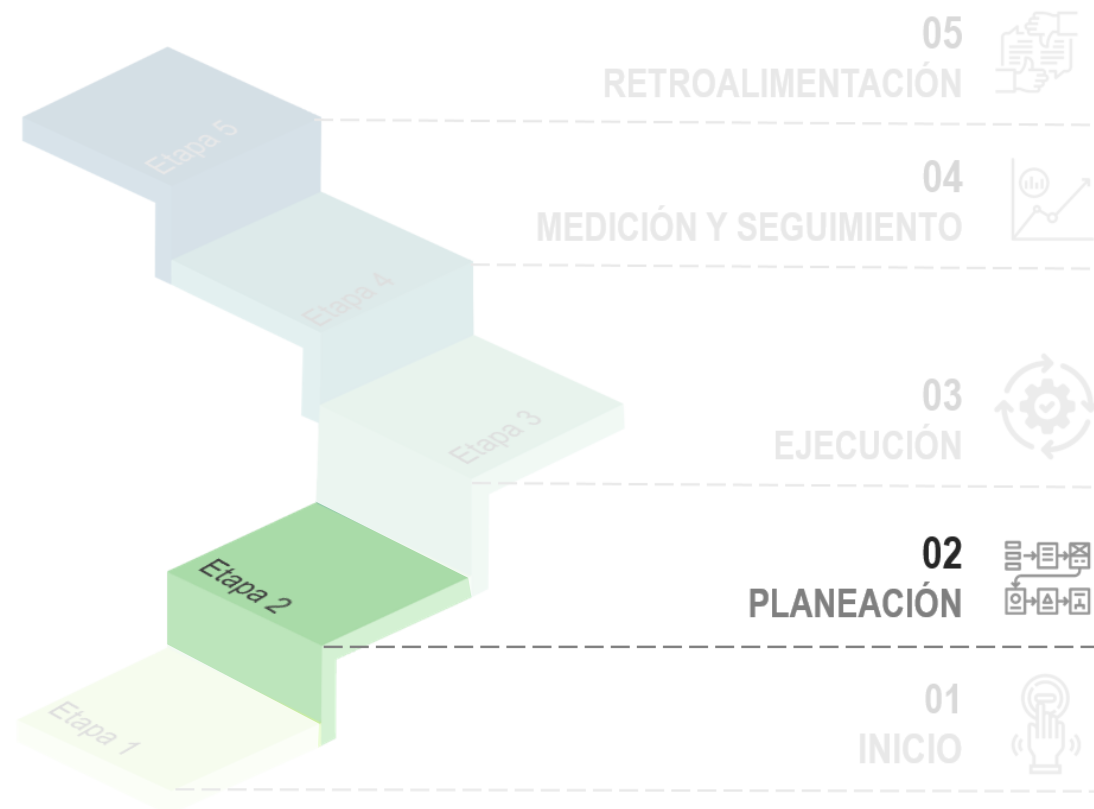 05
RETROALIMENTACIÓN
Etapa 5
04
MEDICIÓN Y SEGUIMIENTO
Etapa 4
03
EJECUCIÓN
Etapa 3
02
PLANEACIÓN
Etapa 2
01
INICIO
Etapa 1